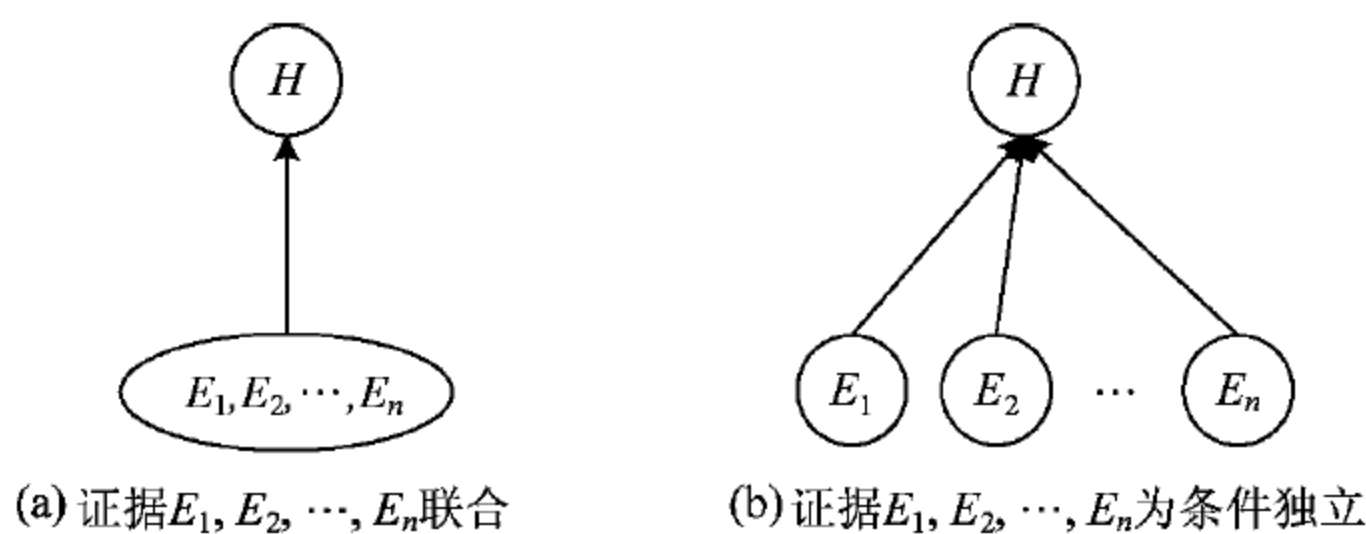 H
H
E₁,E₂,⋯,Eₙ
E₁
E₂
⋯
Eₙ
(a) 证据E₁, E₂, ⋯, Eₙ联合
(b) 证据E₁, E₂, ⋯, Eₙ为条件独立